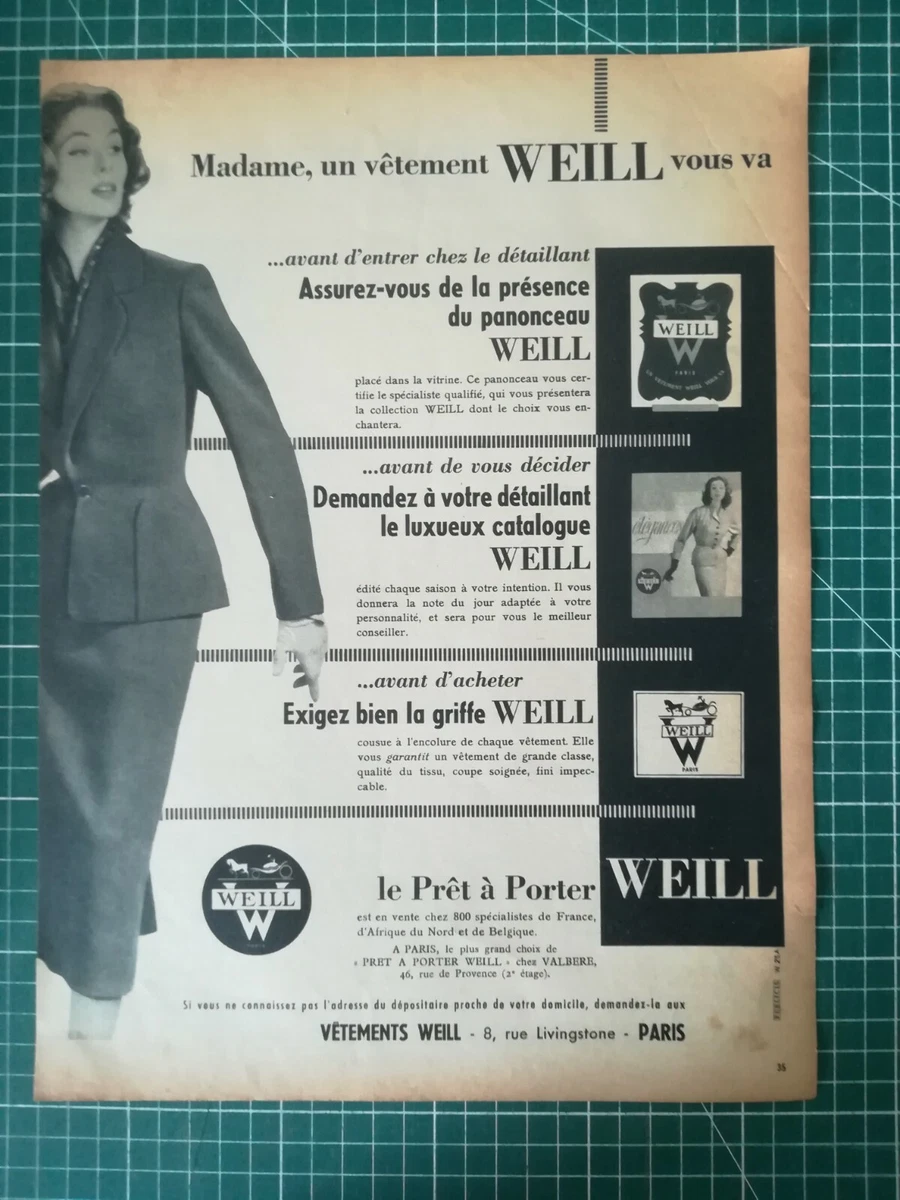 Madame, un vêtement WEILL vous va
...avant d'entrer chez le détaillant
Assurez-vous de la présence
du panonceau
WEILL
placé dans la vitrine. Ce panonceau vous cer-
tifie le spécialiste qualifié, qui vous présentera
la collection WEILL dont le choix vous en-
chantera.
WEILL
W
PARIS
UN VÊTEMENT WEILL VOUS VA
...avant de vous décider
Demandez à votre détaillant
le luxueux catalogue
WEILL
édité chaque saison à votre intention. Il vous
donnera la note du jour adaptée à votre
personnalité, et sera pour vous le meilleur
conseiller.
élégance
W
...avant d'acheter
Exigez bien la griffe WEILL
cousue à l'encolure de chaque vêtement. Elle
vous garantit un vêtement de grande classe,
qualité du tissu, coupe soignée, fini impec-
cable.
WEILL
W
PARIS
WEILL
W
PARIS
le Prêt à Porter WEILL
est en vente chez 800 spécialistes de France,
d'Afrique du Nord et de Belgique.
A PARIS, le plus grand choix de
« PRET A PORTER WEILL » chez VALBERE,
46, rue de Provence (2e étage).
Si vous ne connaissez pas l'adresse du dépositaire proche de votre domicile, demandez-la aux
VÊTEMENTS WEILL - 8, rue Livingstone - PARIS
35